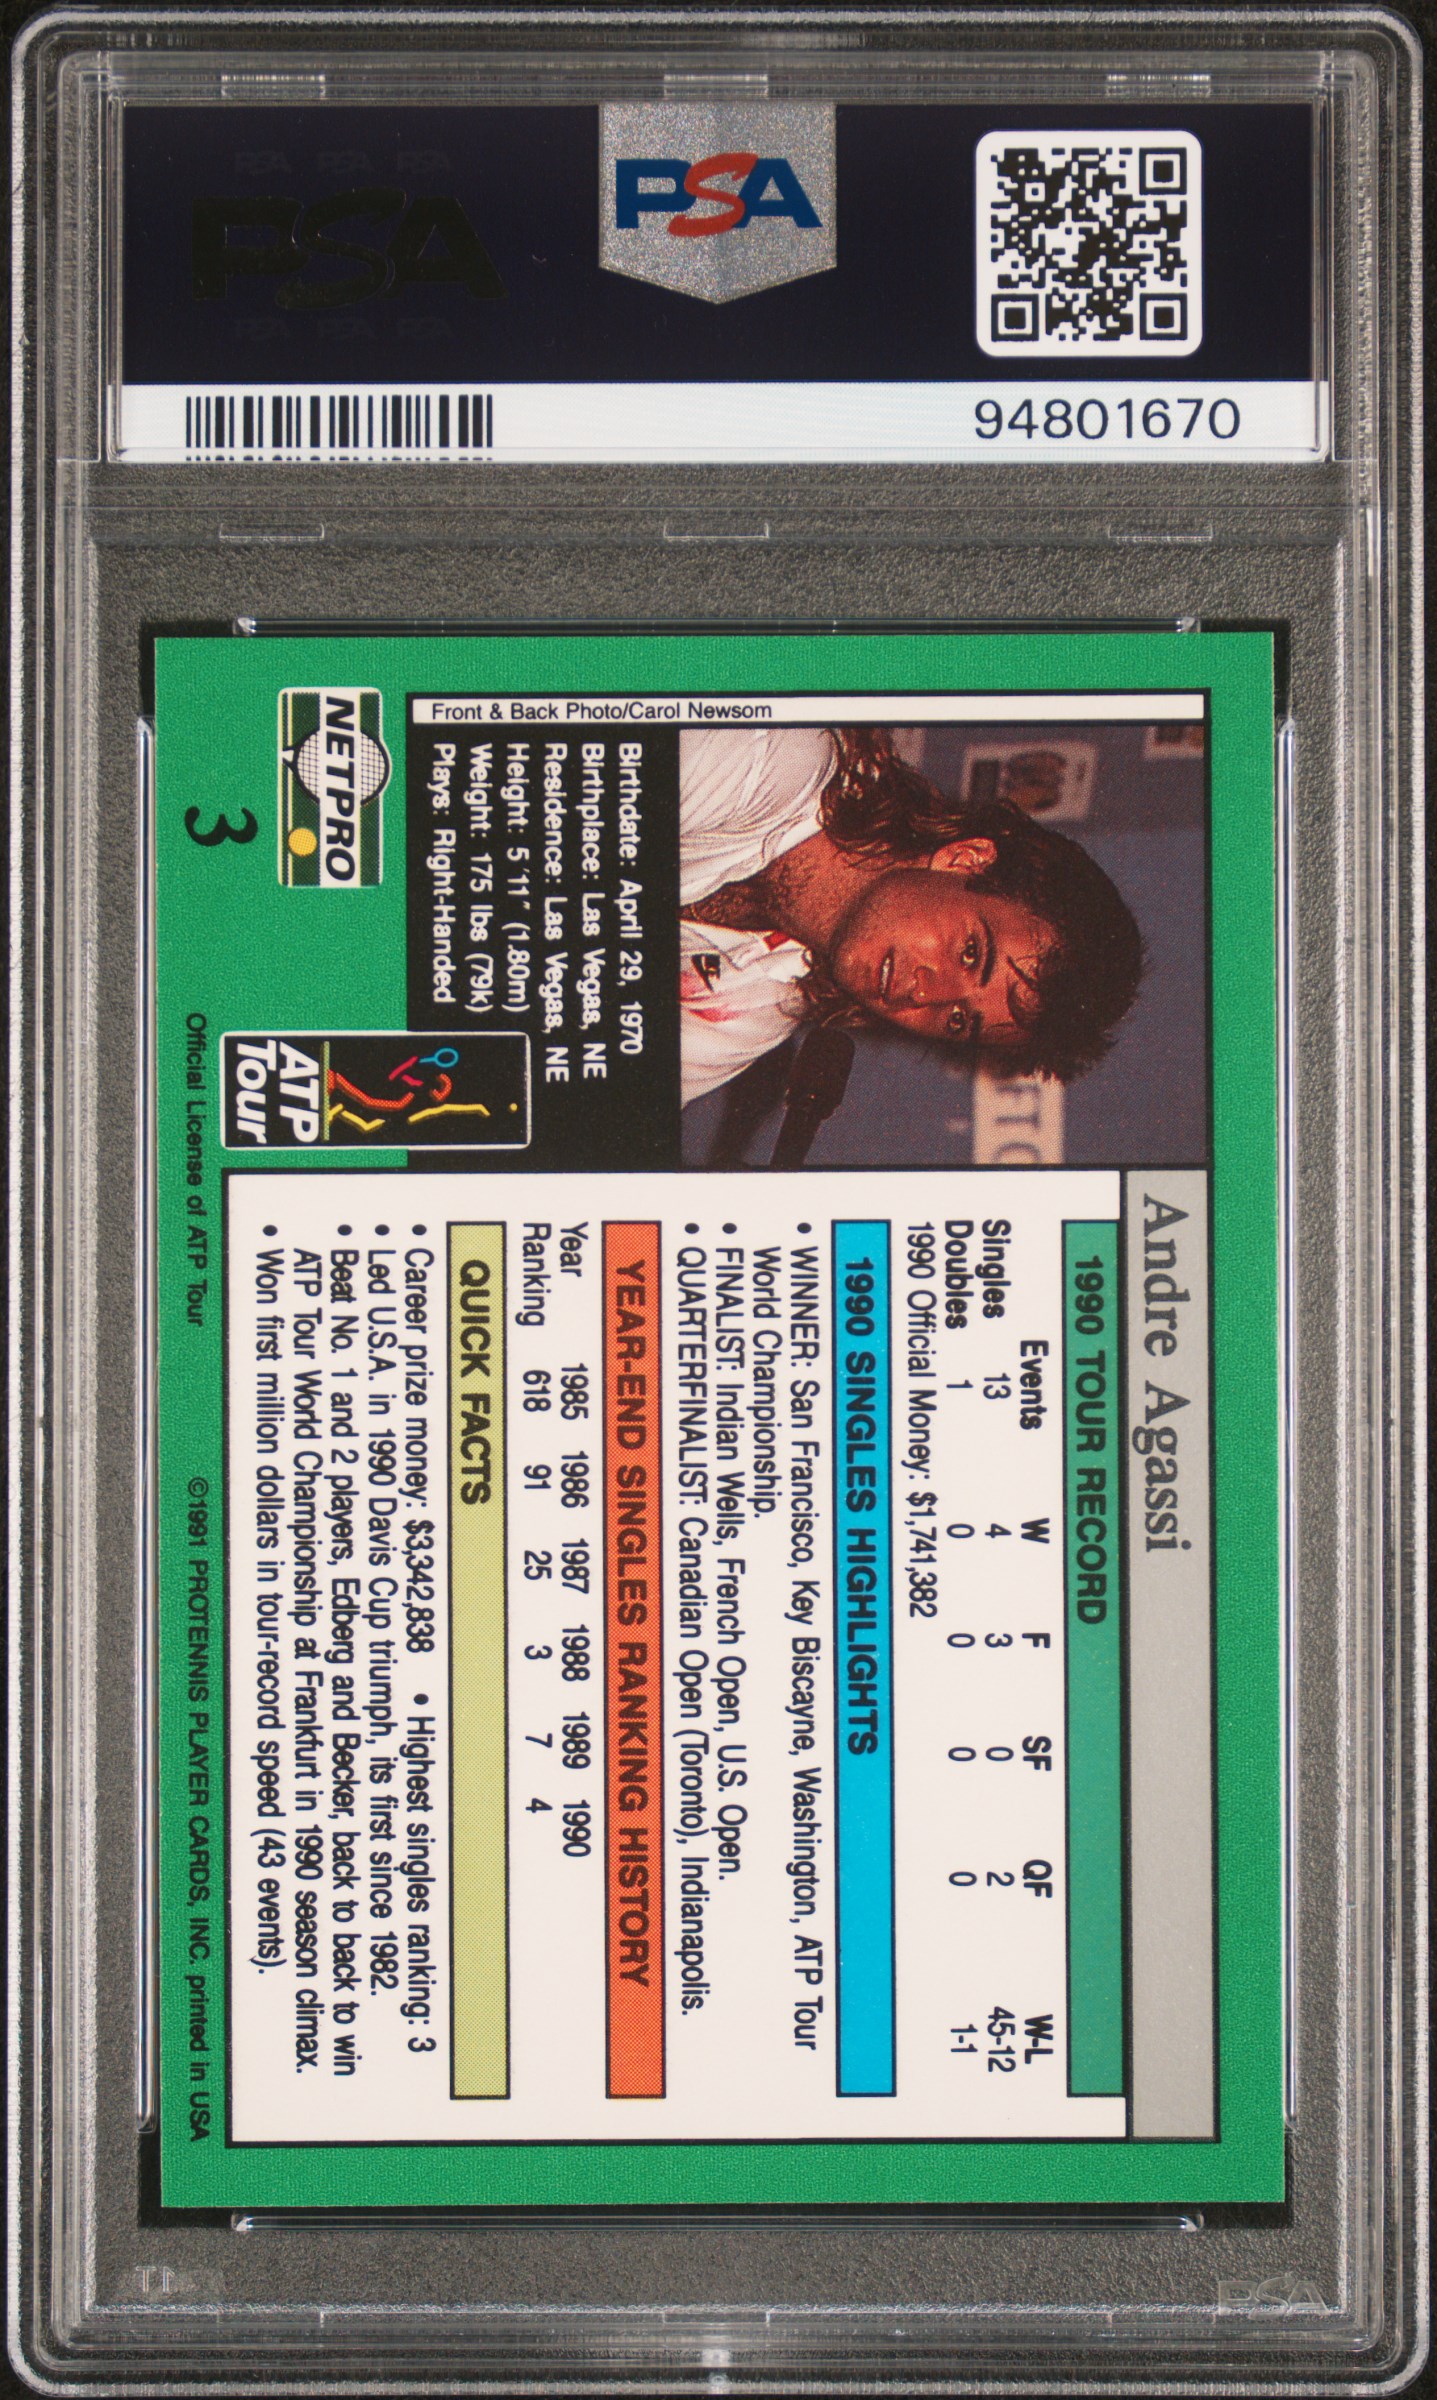 PSA
PSA
94801670
Andre Agassi
Front & Back Photo/Carol Newsom
Birthdate: April 29, 1970
Birthplace: Las Vegas, NE
Residence: Las Vegas, NE
Height: 5'11" (1.80m)
Weight: 175 lbs (79k)
Plays: Right-Handed
NETPRO
3
ATP
Tour
Official License of ATP Tour
1990 TOUR RECORD
Events W F SF QF W-L
Singles 13 4 3 0 2 45-12
Doubles 1 0 0 0 0 1-1
1990 Official Money: $1,741,382
1990 SINGLES HIGHLIGHTS
• WINNER: San Francisco, Key Biscayne, Washington, ATP Tour
World Championship.
• FINALIST: Indian Wells, French Open, U.S. Open.
• QUARTERFINALIST: Canadian Open (Toronto), Indianapolis.
YEAR-END SINGLES RANKING HISTORY
Year 1985 1986 1987 1988 1989 1990
Ranking 618 91 25 3 7 4
QUICK FACTS
• Career prize money: $3,342,838 • Highest singles ranking: 3
• Led U.S.A. in 1990 Davis Cup triumph, its first since 1982.
• Beat No. 1 and 2 players, Edberg and Becker, back to back to win
ATP Tour World Championship at Frankfurt in 1990 season climax.
• Won first million dollars in tour-record speed (43 events).
©1991 PROTENNIS PLAYER CARDS, INC. printed in USA
PSA